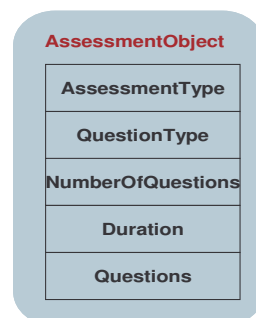 AssessmentObject
AssessmentType
QuestionType
NumberOfQuestions
Duration
Questions